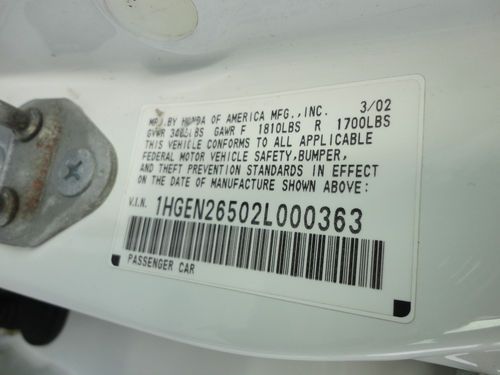 MFD.BY HONDA OF AMERICA MFG.,INC. 3/02
GVWR LBS GAWR F 1810LBS R 1700LBS
THIS VEHICLE CONFORMS TO ALL APPLICABLE
FEDERAL MOTOR VEHICLE SAFETY,BUMPER,
AND THEFT PREVENTION STANDARDS IN EFFECT
ON THE DATE OF MANUFACTURE SHOWN ABOVE:
V.I.N. 1HGEN26502L000363
PASSENGER CAR